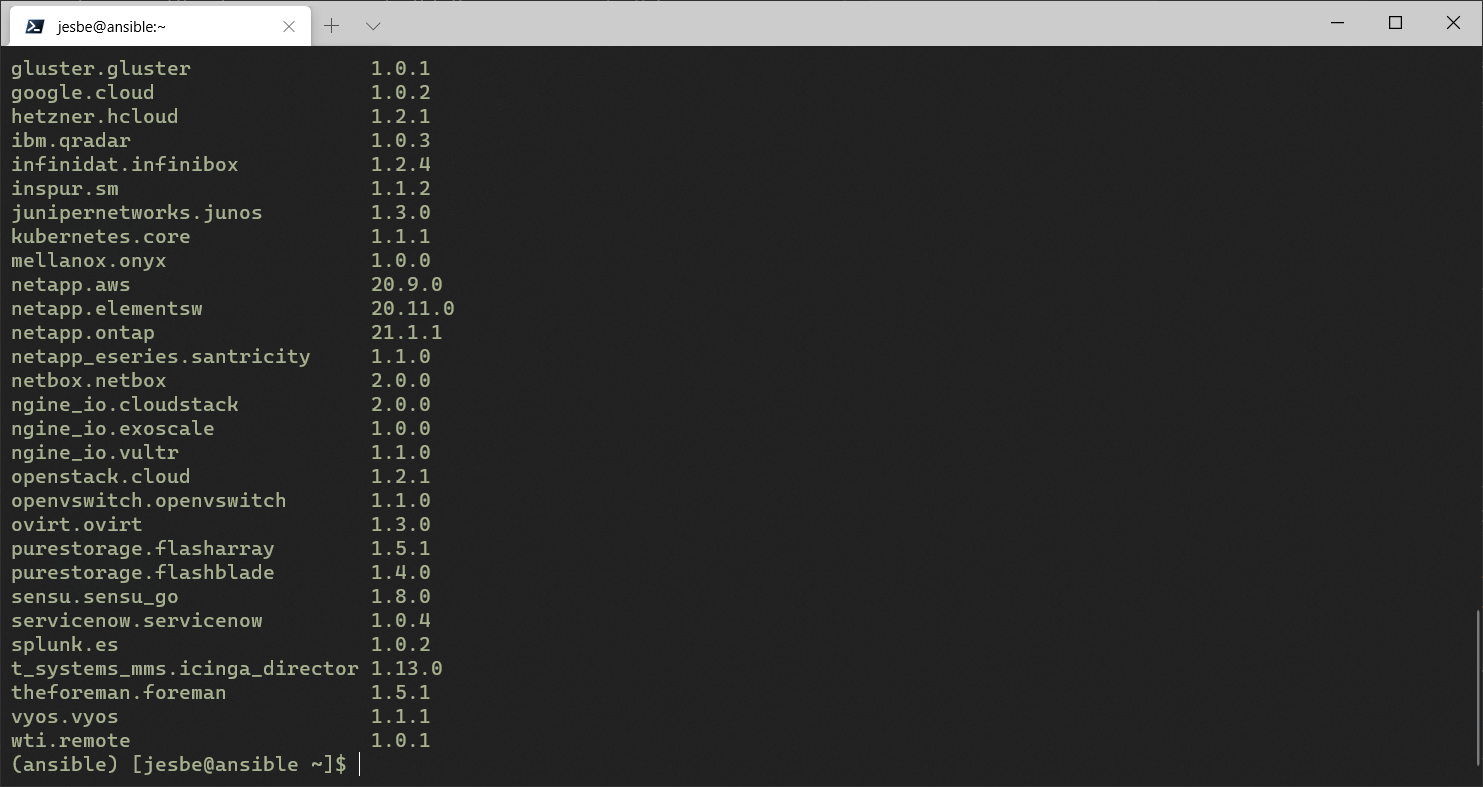 jesbe@ansible:~
gluster.gluster 1.0.1
google.cloud 1.0.2
hetzner.hcloud 1.2.1
ibm.qradar 1.0.3
infinidat.infinibox 1.2.4
inspur.sm 1.1.2
junipernetworks.junos 1.3.0
kubernetes.core 1.1.1
mellanox.onyx 1.0.0
netapp.aws 20.9.0
netapp.elementsw 20.11.0
netapp.ontap 21.1.1
netapp_eseries.santricity 1.1.0
netbox.netbox 2.0.0
ngine_io.cloudstack 2.0.0
ngine_io.exoscale 1.0.0
ngine_io.vultr 1.1.0
openstack.cloud 1.2.1
openvswitch.openvswitch 1.1.0
ovirt.ovirt 1.3.0
purestorage.flasharray 1.5.1
purestorage.flashblade 1.4.0
sensu.sensu_go 1.8.0
servicenow.servicenow 1.0.4
splunk.es 1.0.2
t_systems_mms.icinga_director 1.13.0
theforeman.foreman 1.5.1
vyos.vyos 1.1.1
wti.remote 1.0.1
(ansible) [jesbe@ansible ~]$